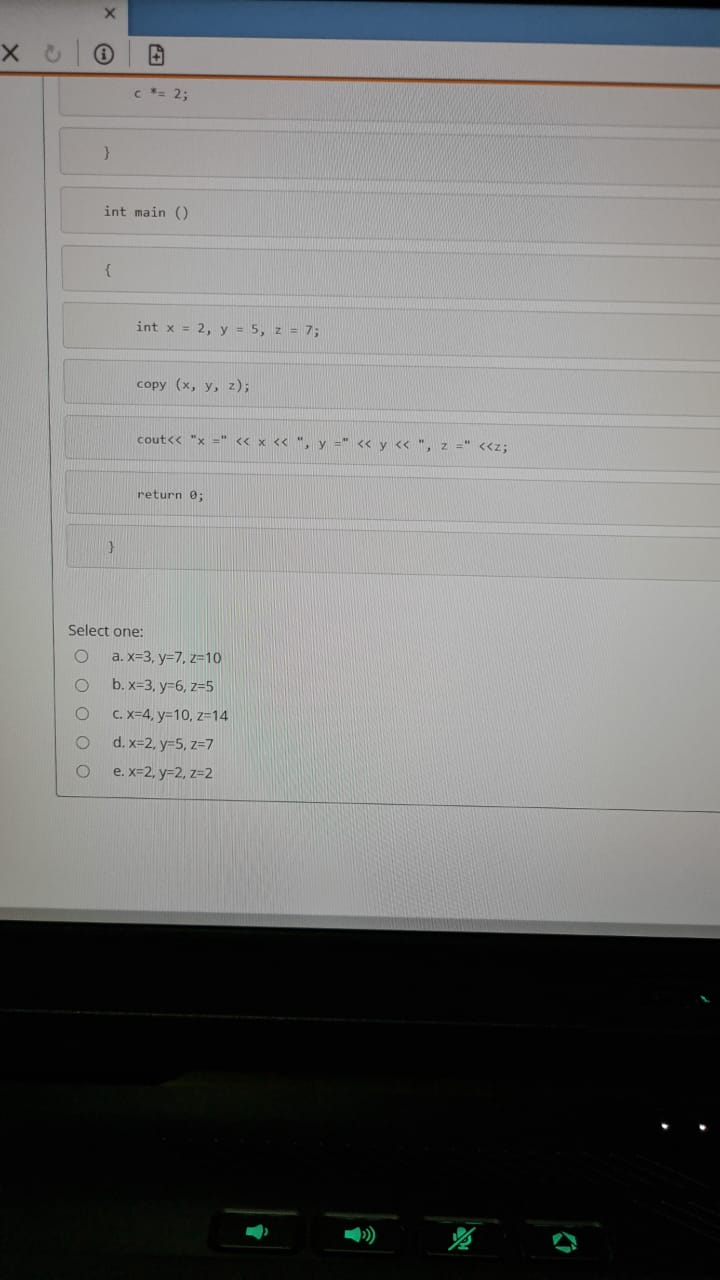 c *= 2;
}
int main ()
{
int x = 2, y = 5, z = 7;
copy (x, y, z);
cout<< "x =" << x << ", y =" << y << ", z =" <<z;
return 0;
}
Select one:
a. x=3, y=7, z=10
b. x=3, y=6, z=5
c. x=4, y=10, z=14
d. x=2, y=5, z=7
e. x=2, y=2, z=2